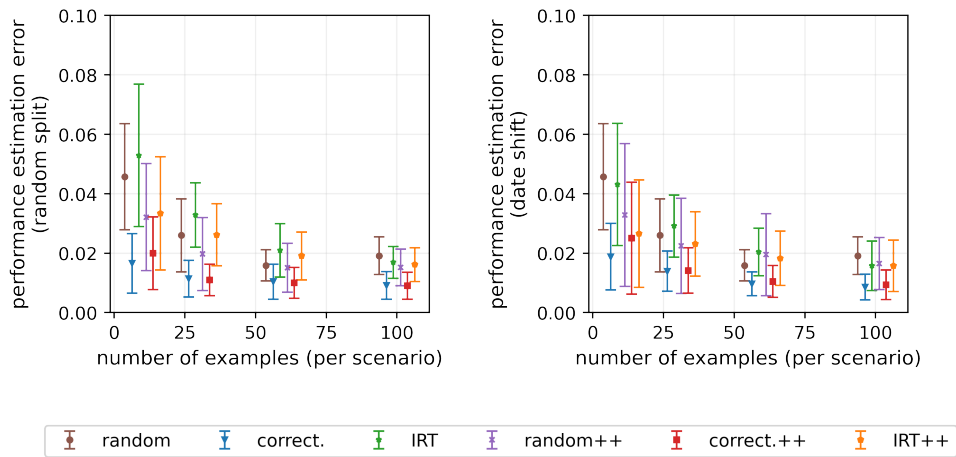 performance estimation error
(random split)
0.10
0.08
0.06
0.04
0.02
0.00
0
25
50
75
100
number of examples (per scenario)
performance estimation error
(date shift)
0.10
0.08
0.06
0.04
0.02
0.00
0
25
50
75
100
number of examples (per scenario)
random
correct.
IRT
random++
correct.++
IRT++